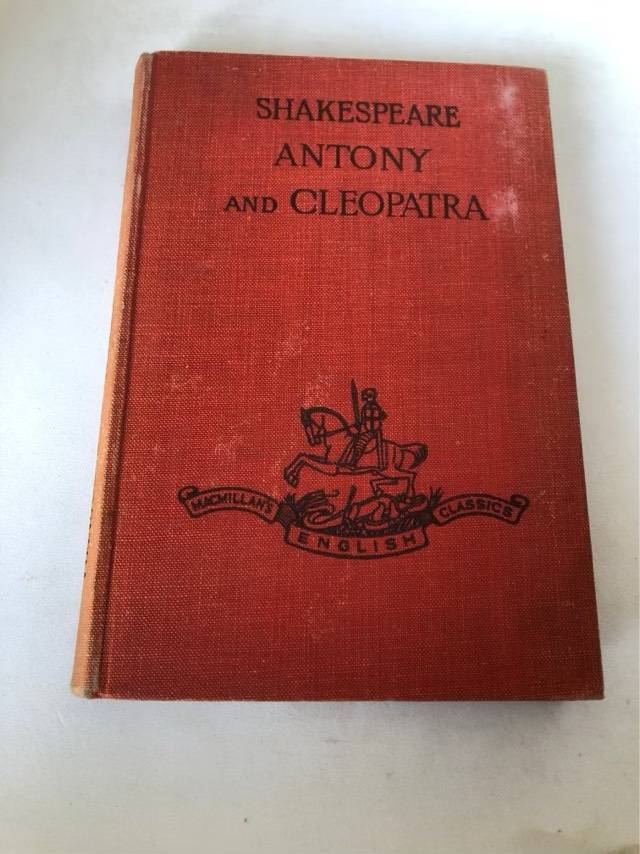 SHAKESPEARE
ANTONY
AND CLEOPATRA
MACMILLAN'S
ENGLISH
CLASSICS